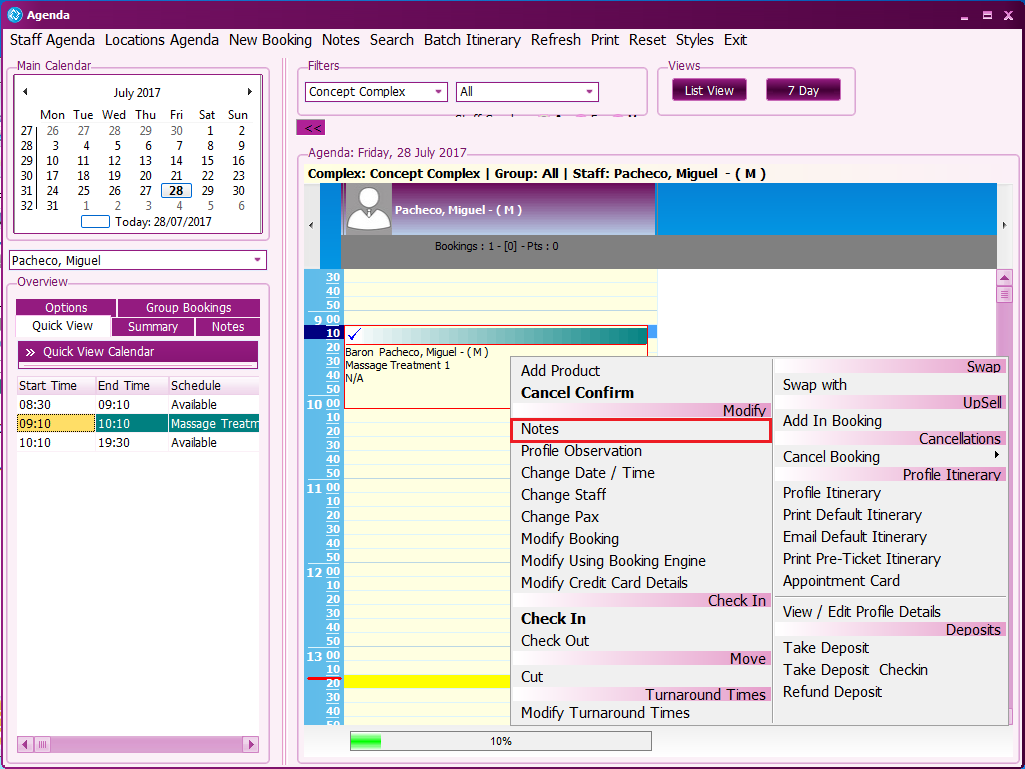 Agenda
Staff Agenda Locations Agenda New Booking Notes Search Batch Itinerary Refresh Print Reset Styles Exit
Main Calendar
July 2017
Mon Tue Wed Thu Fri Sat Sun
27 26 27 28 29 30 1 2
28 3 4 5 6 7 8 9
29 10 11 12 13 14 15 16
30 17 18 19 20 21 22 23
31 24 25 26 27 28 29 30
32 31 1 2 3 4 5 6
Today: 28/07/2017
Pacheco, Miguel
Overview
Options Group Bookings
Quick View Summary Notes
» Quick View Calendar
Start Time End Time Schedule
08:30 09:10 Available
09:10 10:10 Massage Treatm
10:10 19:30 Available
Filters
Concept Complex All
Views
List View 7 Day
<<
Agenda: Friday, 28 July 2017
Complex: Concept Complex | Group: All | Staff: Pacheco, Miguel - ( M )
Pacheco, Miguel - ( M )
Bookings : 1 - [0] - Pts : 0
30
40
50
9 00
10
20
30
40
50
10 00
10
20
30
40
50
11 00
10
20
30
40
50
12 00
10
20
30
40
50
13 00
10
20
30
40
50
Baron Pacheco, Miguel - ( M )
Massage Treatment 1
N/A
Add Product
Cancel Confirm
Modify
Notes
Profile Observation
Change Date / Time
Change Staff
Change Pax
Modify Booking
Modify Using Booking Engine
Modify Credit Card Details
Check In
Check In
Check Out
Move
Cut
Turnaround Times
Modify Turnaround Times
Swap
Swap with
UpSell
Add In Booking
Cancellations
Cancel Booking
Profile Itinerary
Profile Itinerary
Print Default Itinerary
Email Default Itinerary
Print Pre-Ticket Itinerary
Appointment Card
View / Edit Profile Details
Deposits
Take Deposit
Take Deposit Checkin
Refund Deposit
10%